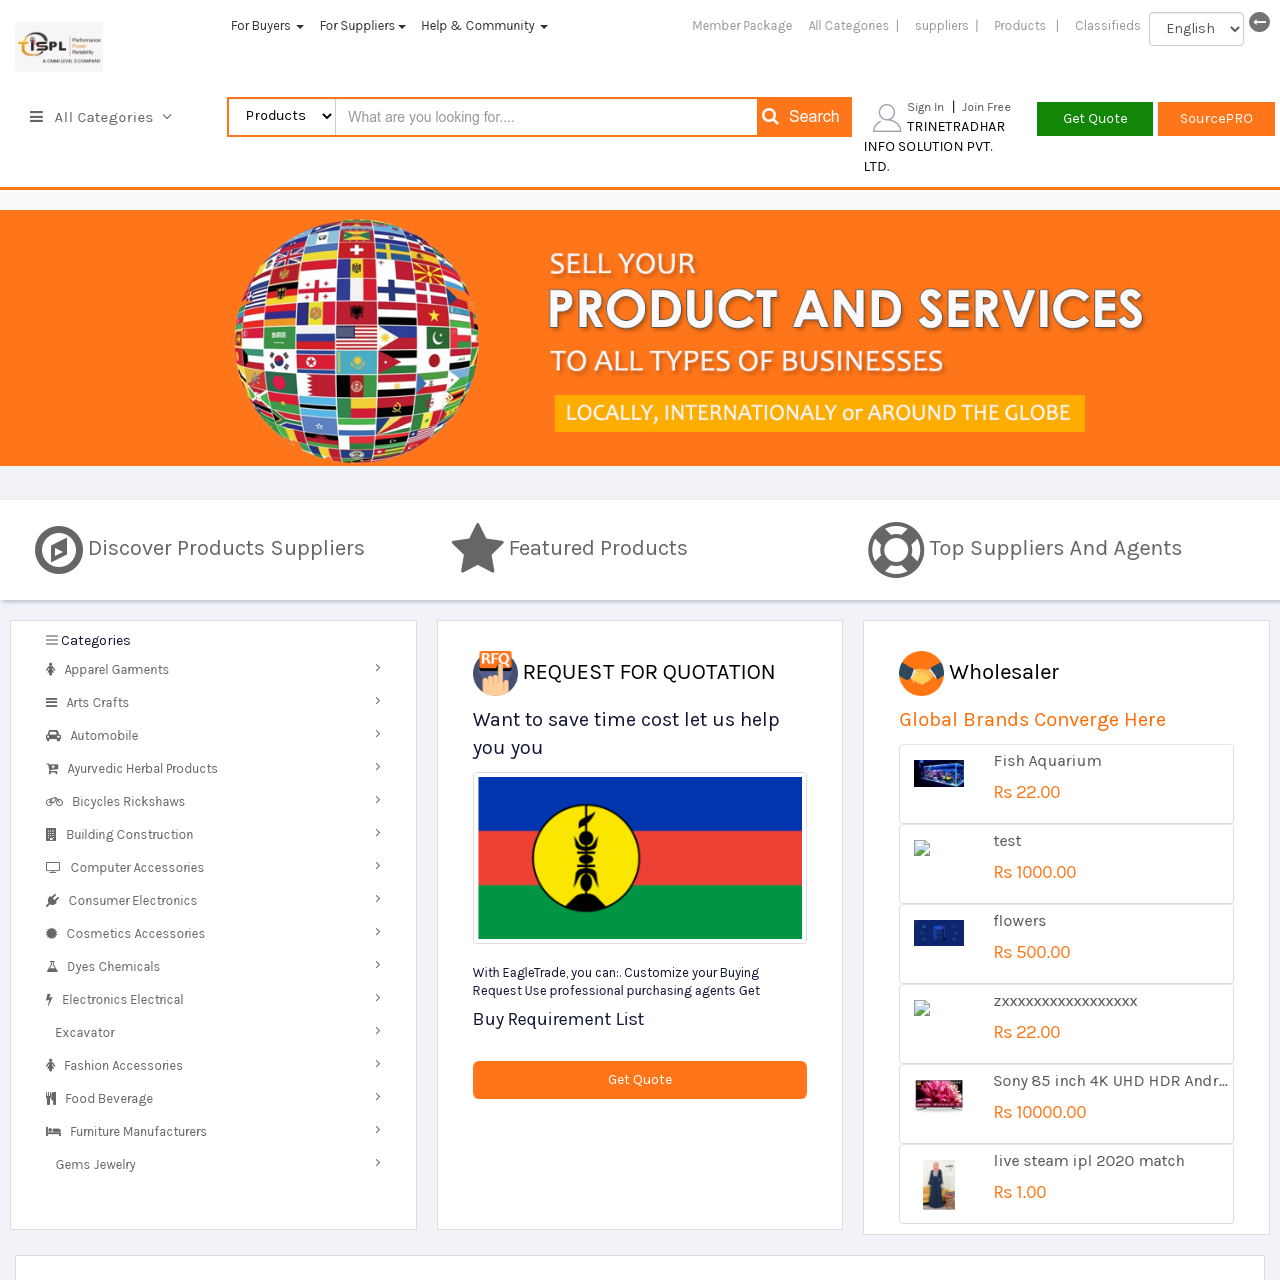 For Buyers For Suppliers Help & Community Member Package All Categories | suppliers | Products | Classifieds English
tISPL Performance Power Reliability
A CMMI LEVEL 3 COMPANY
All Categories Products What are you looking for.... Search Sign In | Join Free Get Quote SourcePRO
TRINETRADHAR
INFO SOLUTION PVT.
LTD.
SELL YOUR
PRODUCT AND SERVICES
TO ALL TYPES OF BUSINESSES
LOCALLY, INTERNATIONALY or AROUND THE GLOBE
Discover Products Suppliers Featured Products Top Suppliers And Agents
Categories
Apparel Garments
Arts Crafts
Automobile
Ayurvedic Herbal Products
Bicycles Rickshaws
Building Construction
Computer Accessories
Consumer Electronics
Cosmetics Accessories
Dyes Chemicals
Electronics Electrical
Excavator
Fashion Accessories
Food Beverage
Furniture Manufacturers
Gems Jewelry
RFQ REQUEST FOR QUOTATION
Want to save time cost let us help
you you
With EagleTrade, you can:. Customize your Buying
Request Use professional purchasing agents Get
Buy Requirement List
Get Quote
Wholesaler
Global Brands Converge Here
Fish Aquarium
Rs 22.00
test
Rs 1000.00
flowers
Rs 500.00
zxxxxxxxxxxxxxxxxx
Rs 22.00
Sony 85 inch 4K UHD HDR Andr...
Rs 10000.00
live steam ipl 2020 match
Rs 1.00